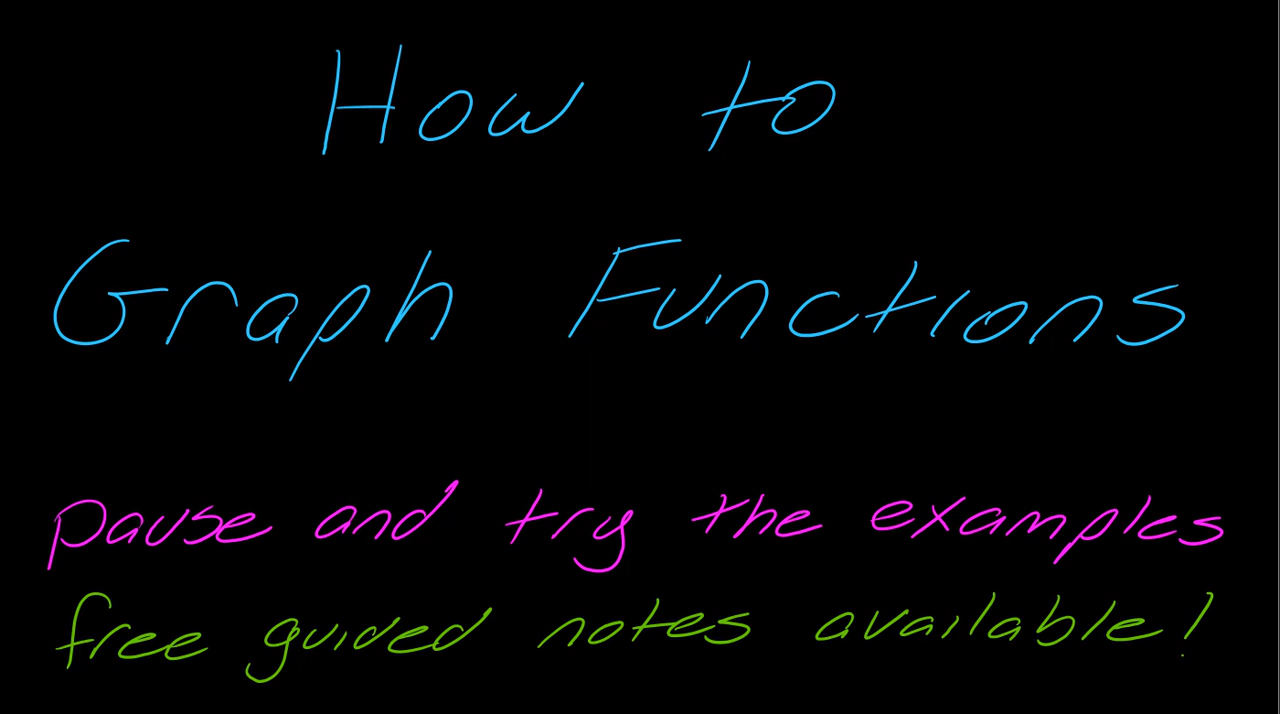 How to
Graph Functions
pause and try the examples
free guided notes available!